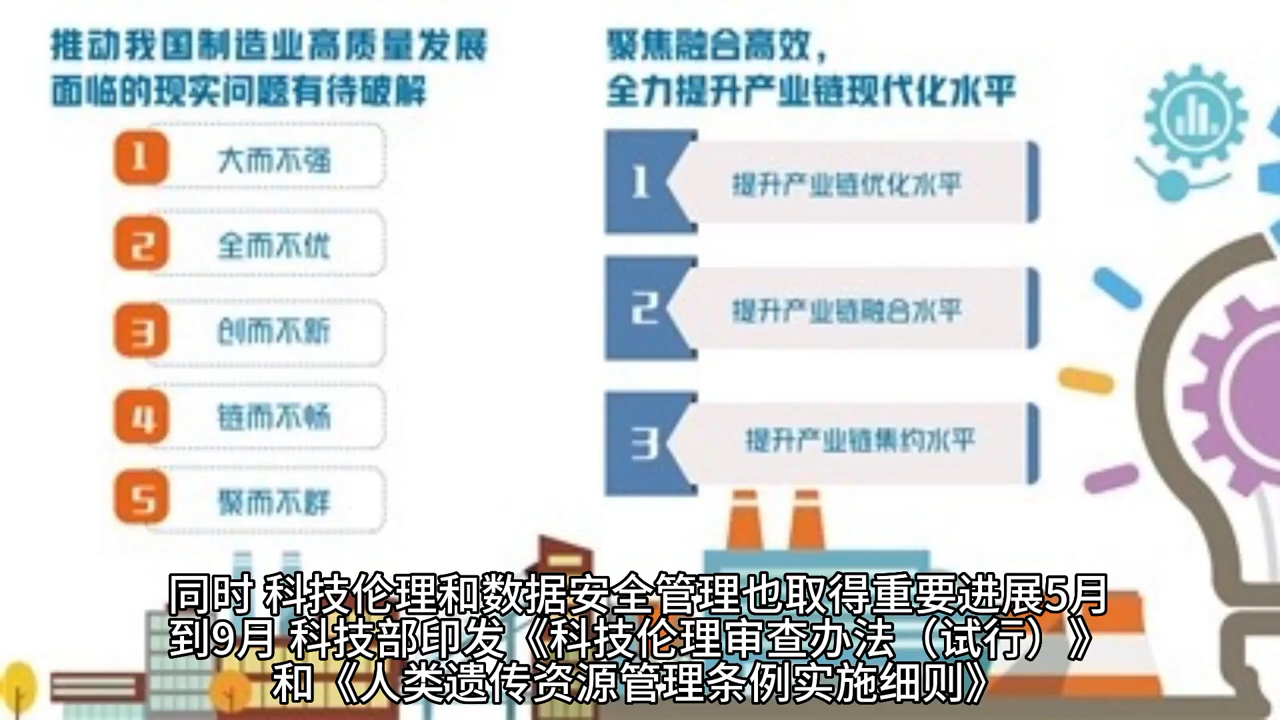 推动我国制造业高质量发展
面临的现实问题有待破解
1 大而不强
2 全而不优
3 创而不新
4 链而不畅
5 聚而不群
聚焦融合高效，
全力提升产业链现代化水平
1 提升产业链优化水平
2 提升产业链融合水平
3 提升产业链集约水平
同时 科技伦理和数据安全管理也取得重要进展5月
到9月 科技部印发《科技伦理审查办法（试行）》
和《人类遗传资源管理条例实施细则》